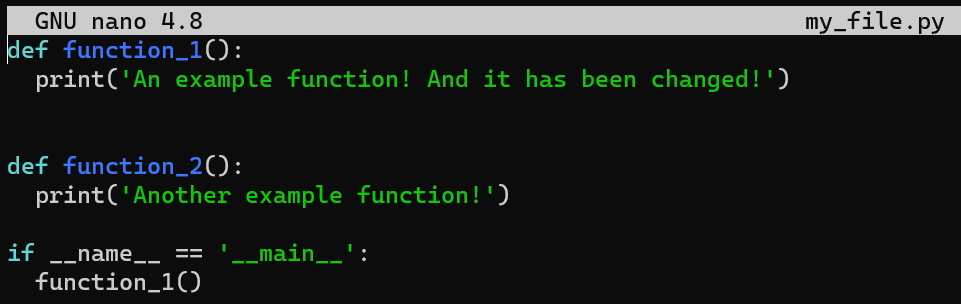 GNU nano 4.8 my_file.py
def function_1():
  print('An example function! And it has been changed!')
def function_2():
  print('Another example function!')
if __name__ == '__main__':
  function_1()